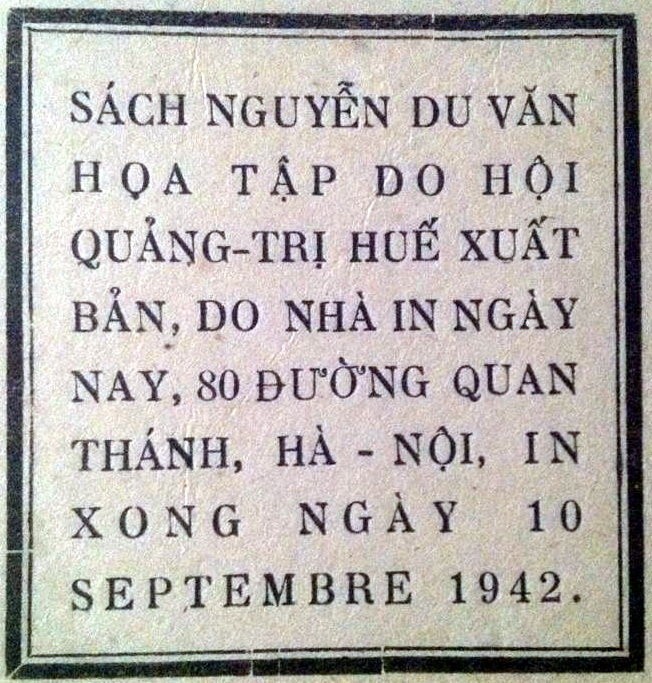 SÁCH NGUYỄN DU VĂN
HỌA TẬP DO HỘI
QUẢNG-TRỊ HUẾ XUẤT
BẢN, DO NHÀ IN NGÀY
NAY, 80 ĐƯỜNG QUAN
THÁNH, HÀ - NỘI, IN
XONG NGÀY 10
SEPTEMBRE 1942.